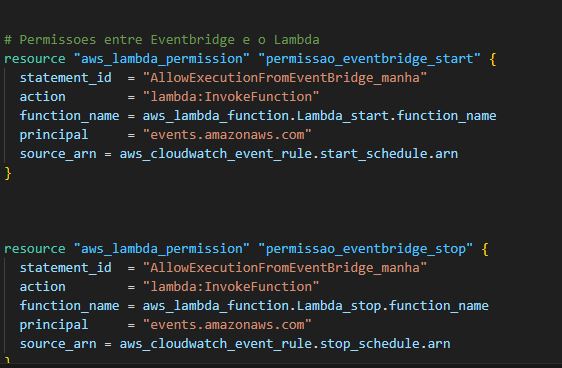 # Permissoes entre Eventbridge e o Lambda
resource "aws_lambda_permission" "permissao_eventbridge_start" {
  statement_id  = "AllowExecutionFromEventBridge_manha"
  action        = "lambda:InvokeFunction"
  function_name = aws_lambda_function.Lambda_start.function_name
  principal     = "events.amazonaws.com"
  source_arn = aws_cloudwatch_event_rule.start_schedule.arn
}
resource "aws_lambda_permission" "permissao_eventbridge_stop" {
  statement_id  = "AllowExecutionFromEventBridge_manha"
  action        = "lambda:InvokeFunction"
  function_name = aws_lambda_function.Lambda_stop.function_name
  principal     = "events.amazonaws.com"
  source_arn = aws_cloudwatch_event_rule.stop_schedule.arn
}